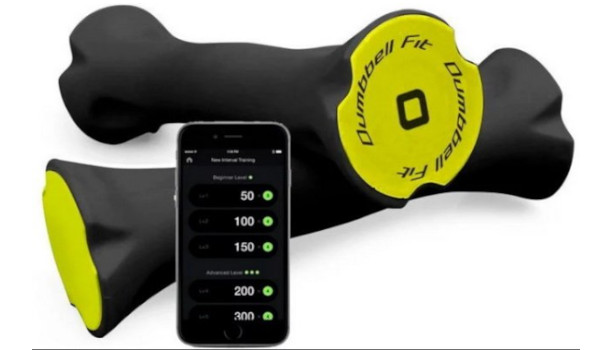 Dumbbell Fit
Dumbbell Fit
New Interval Training
Beginner Level
50
100
150
Advanced Level
200
300